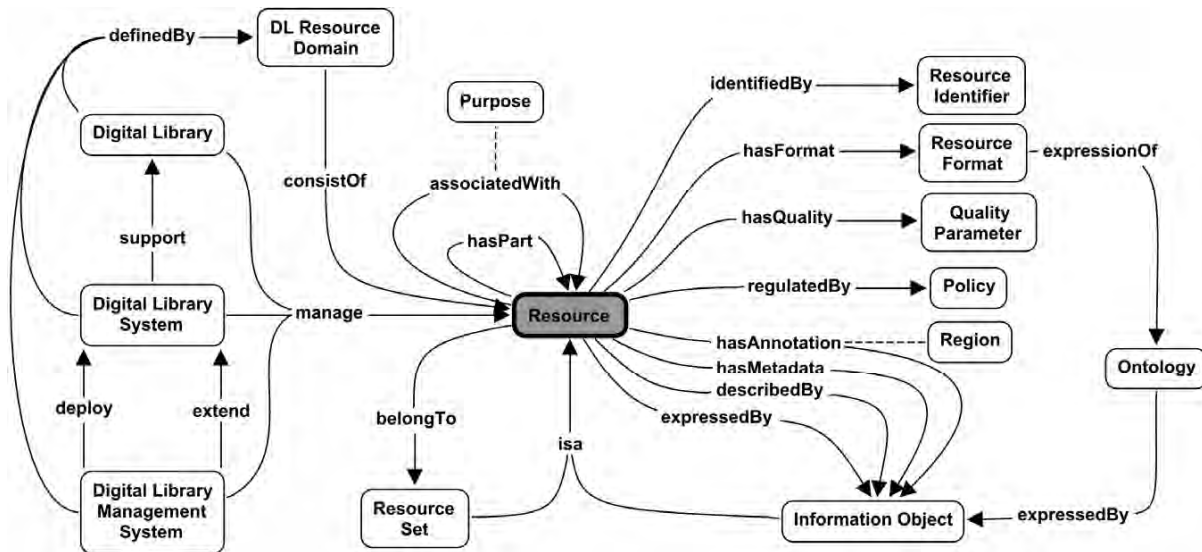 definedBy
DL Resource
Domain
Purpose
identifiedBy
Resource
Identifier
Digital Library
consistOf
associatedWith
hasFormat
Resource
Format
expressionOf
support
hasPart
hasQuality
Quality
Parameter
Digital Library
System
manage
Resource
regulatedBy
Policy
hasAnnotation
Region
hasMetadata
describedBy
Ontology
deploy
extend
belongTo
isa
expressedBy
Digital Library
Management
System
Resource
Set
Information Object
expressedBy